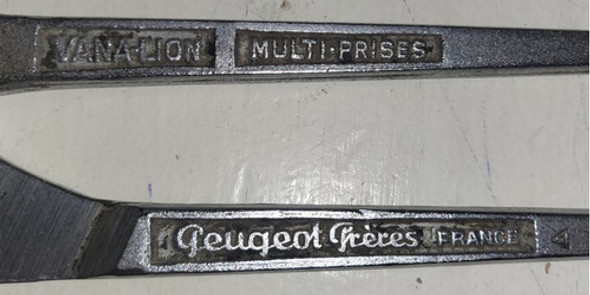 VANA-LION MULTI-PRISES
Peugeot Frères FRANCE